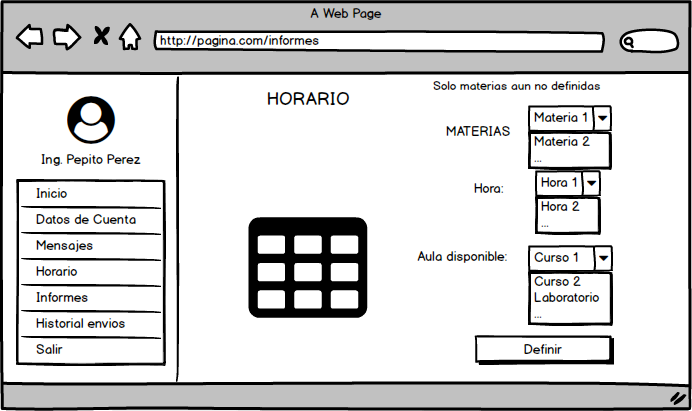 A Web Page
http://pagina.com/informes
Ing. Pepito Perez
Inicio
Datos de Cuenta
Mensajes
Horario
Informes
Historial envios
Salir
HORARIO
Solo materias aun no definidas
MATERIAS
Materia 1
Materia 2
...
Hora:
Hora 1
Hora 2
...
Aula disponible:
Curso 1
Curso 2
Laboratorio
...
Definir